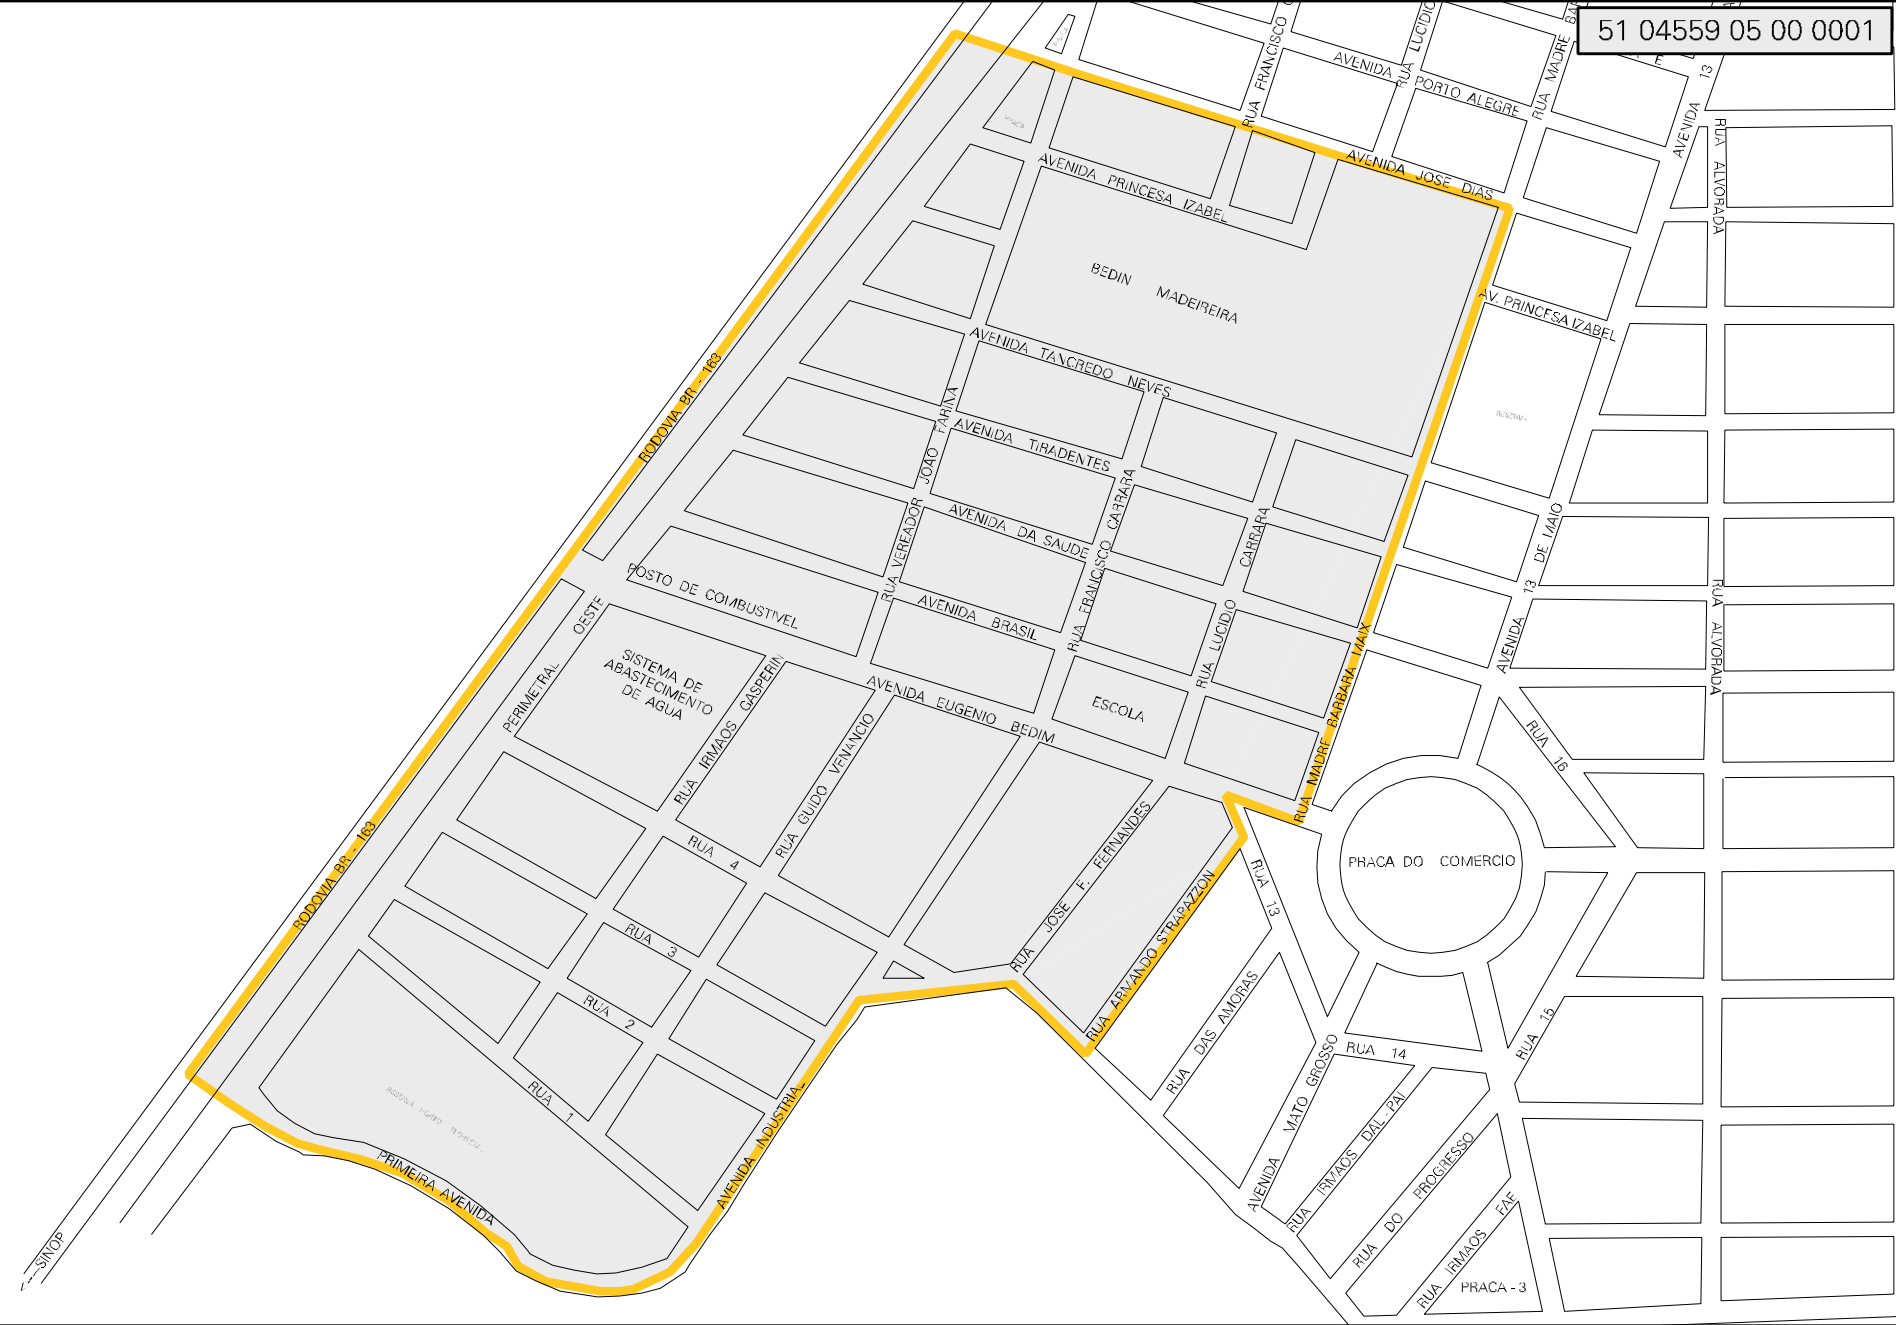 51 04559 05 00 0001
RUA FRANCISCO
RUA LUCIDIO
RUA MADRE BAR
AVENIDA PORTO ALEGRE
E
AVENIDA 13
RUA ALVORADA
AVENIDA JOSE DIAS
AVENIDA PRINCESA IZABEL
BEDIN MADEIREIRA
AV. PRINCESA IZABEL
AVENIDA TANCREDO NEVES
RODOVIA BR - 163
RESERVA
AVENIDA TIRADENTES
RUA VEREADOR JOAO FARINA
AVENIDA DA SAUDE
RUA FRANCISCO CARRARA
RUA LUCIDIO CARRARA
AVENIDA 13 DE MAIO
RUA ALVORADA
POSTO DE COMBUSTIVEL
AVENIDA BRASIL
PERIMETRAL OESTE
SISTEMA DE
ABASTECIMENTO
DE AGUA
RUA IRMAOS GASPERIN
AVENIDA EUGENIO BEDIM
ESCOLA
RUA MADRE BARBARA MAIX
RUA GUIDO VENANCIO
RUA 16
RUA 4
RODOVIA BR - 163
RUA JOSE F. FERNANDES
PRACA DO COMERCIO
RUA 13
RUA ARMANDO STRAPAZZON
RUA 3
RUA 2
RUA DAS AMORAS
RUA 15
RUA 14
AVENIDA MATO GROSSO
RUA 1
AVENIDA INDUSTRIAL
PRIMEIRA AVENIDA
RUA IRMAOS DAL-PAI
RUA DO PROGRESSO
RUA IRMAOS FAE
PRACA - 3
SINOP